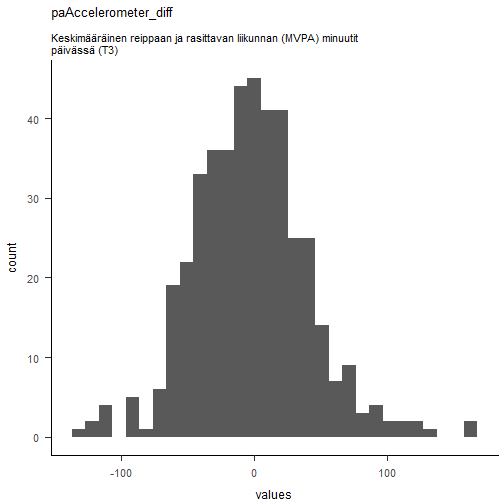 paAccelerometer_diff
Keskimääräinen reippaan ja rasittavan liikunnan (MVPA) minuutit
päivässä (T3)
40
30
20
10
0
count
-100
0
100
values